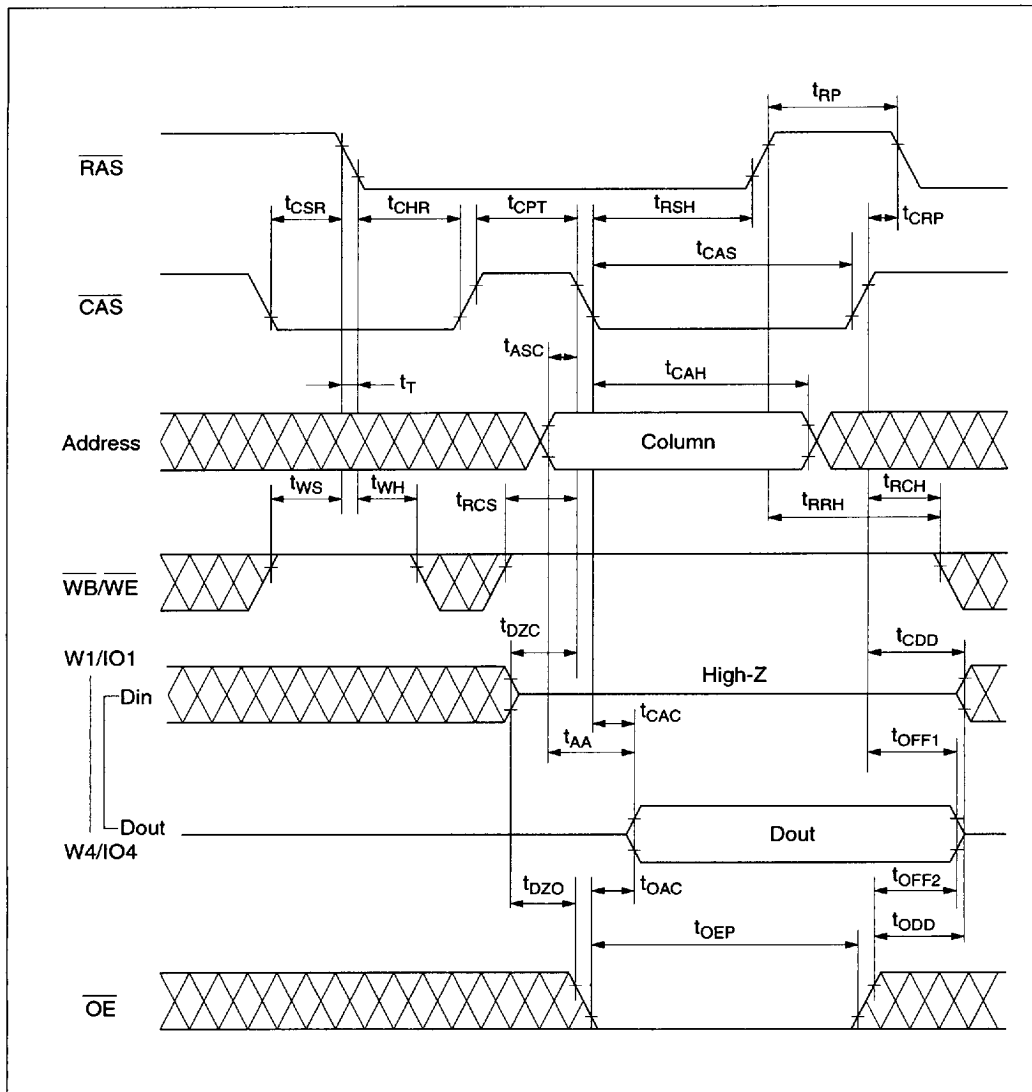 tRP
RAS
tCSR tCHR tCPT tRSH tCRP
tCAS
CAS
tASC
tCAH
tT
Address Column
tWS tWH tRCS tRCH
tRRH
WB/WE
tDZC tCDD
W1/IO1
High-Z
Din
tCAC
tAA tOFF1
Dout Dout
W4/IO4
tDZO tOAC tOFF2
tOEP tODD
OE